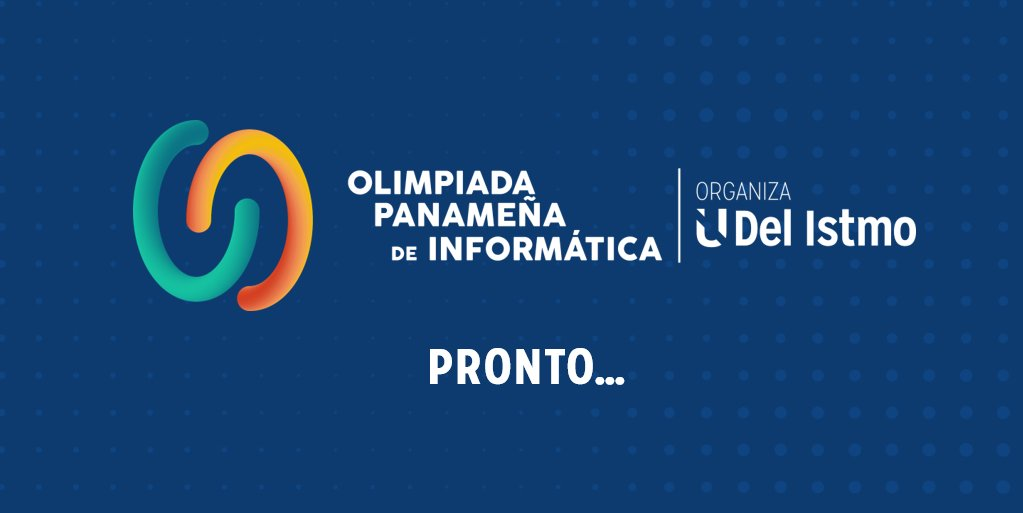 OLIMPIADA
PANAMEÑA
DE INFORMÁTICA
ORGANIZA
U Del Istmo
PRONTO...